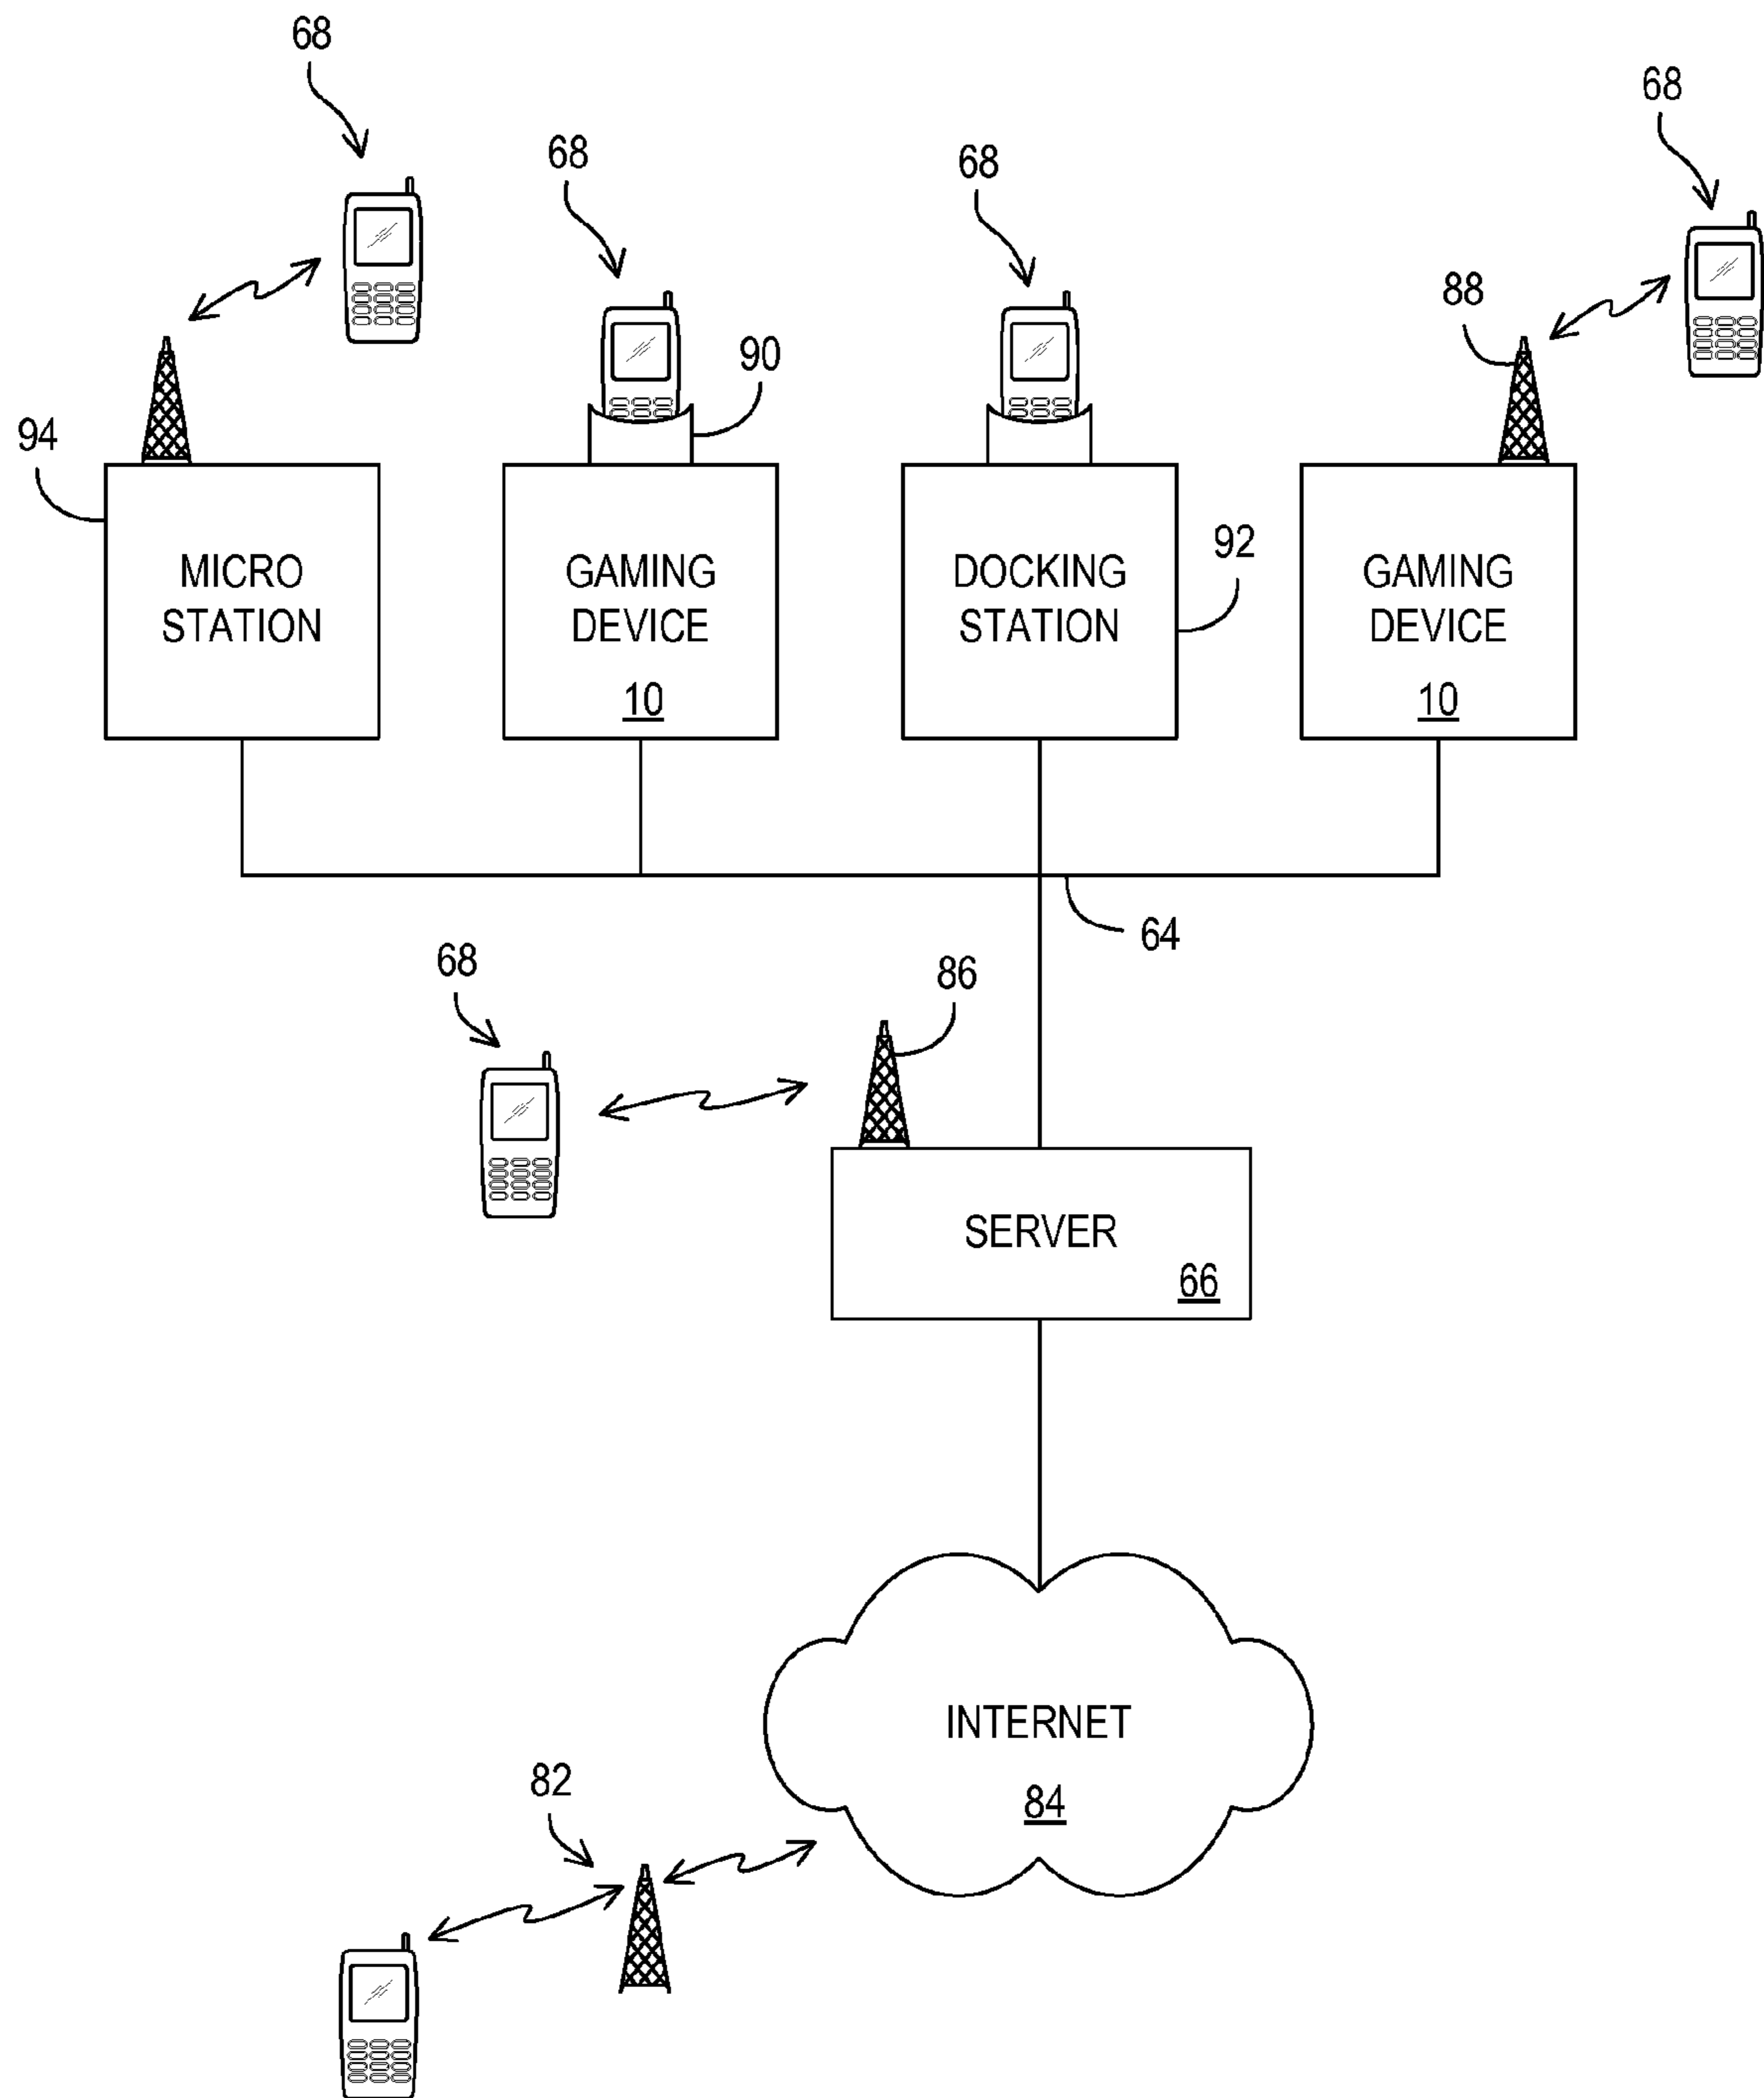 68
68
68
68
88
90
94
92
MICRO
STATION
GAMING
DEVICE
10
DOCKING
STATION
GAMING
DEVICE
10
64
68
86
SERVER
66
INTERNET
84
82